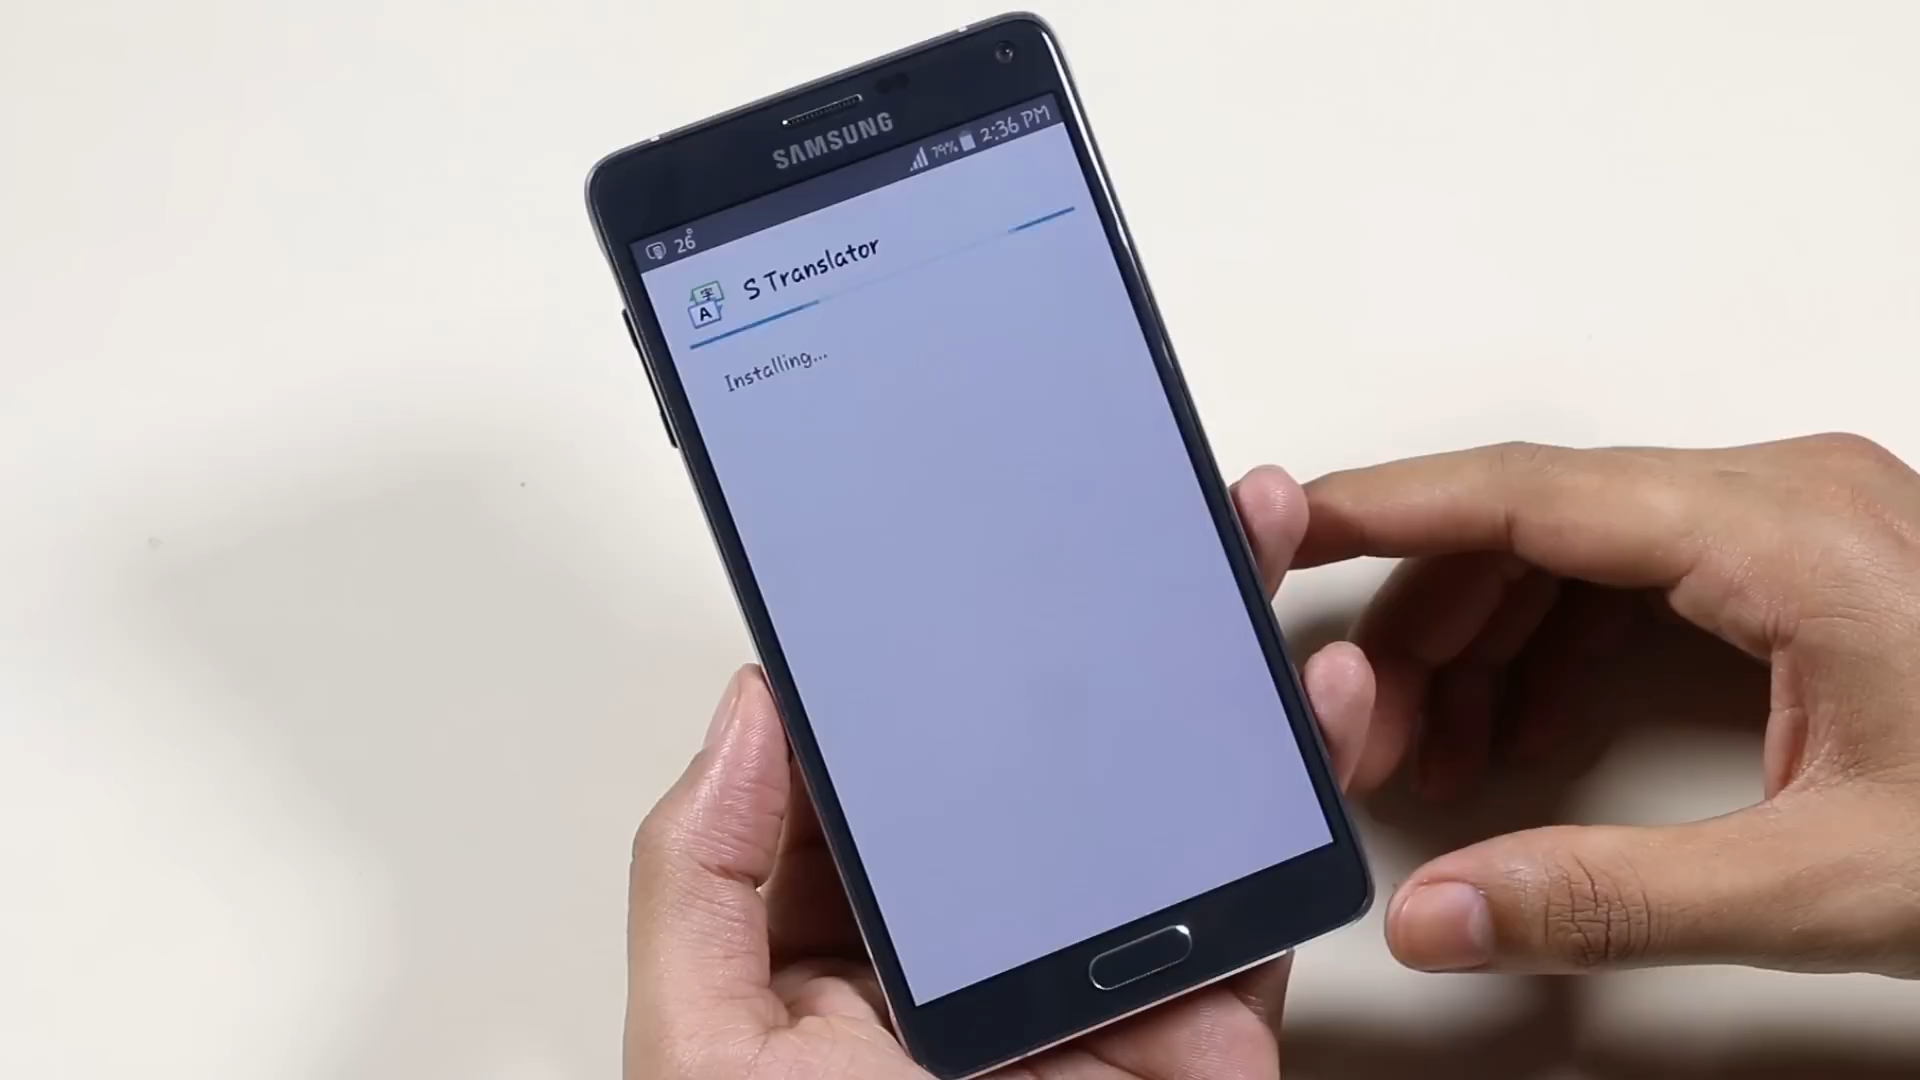 SAMSUNG
26° 79% 2:36 PM
字
A
S Translator
Installing...